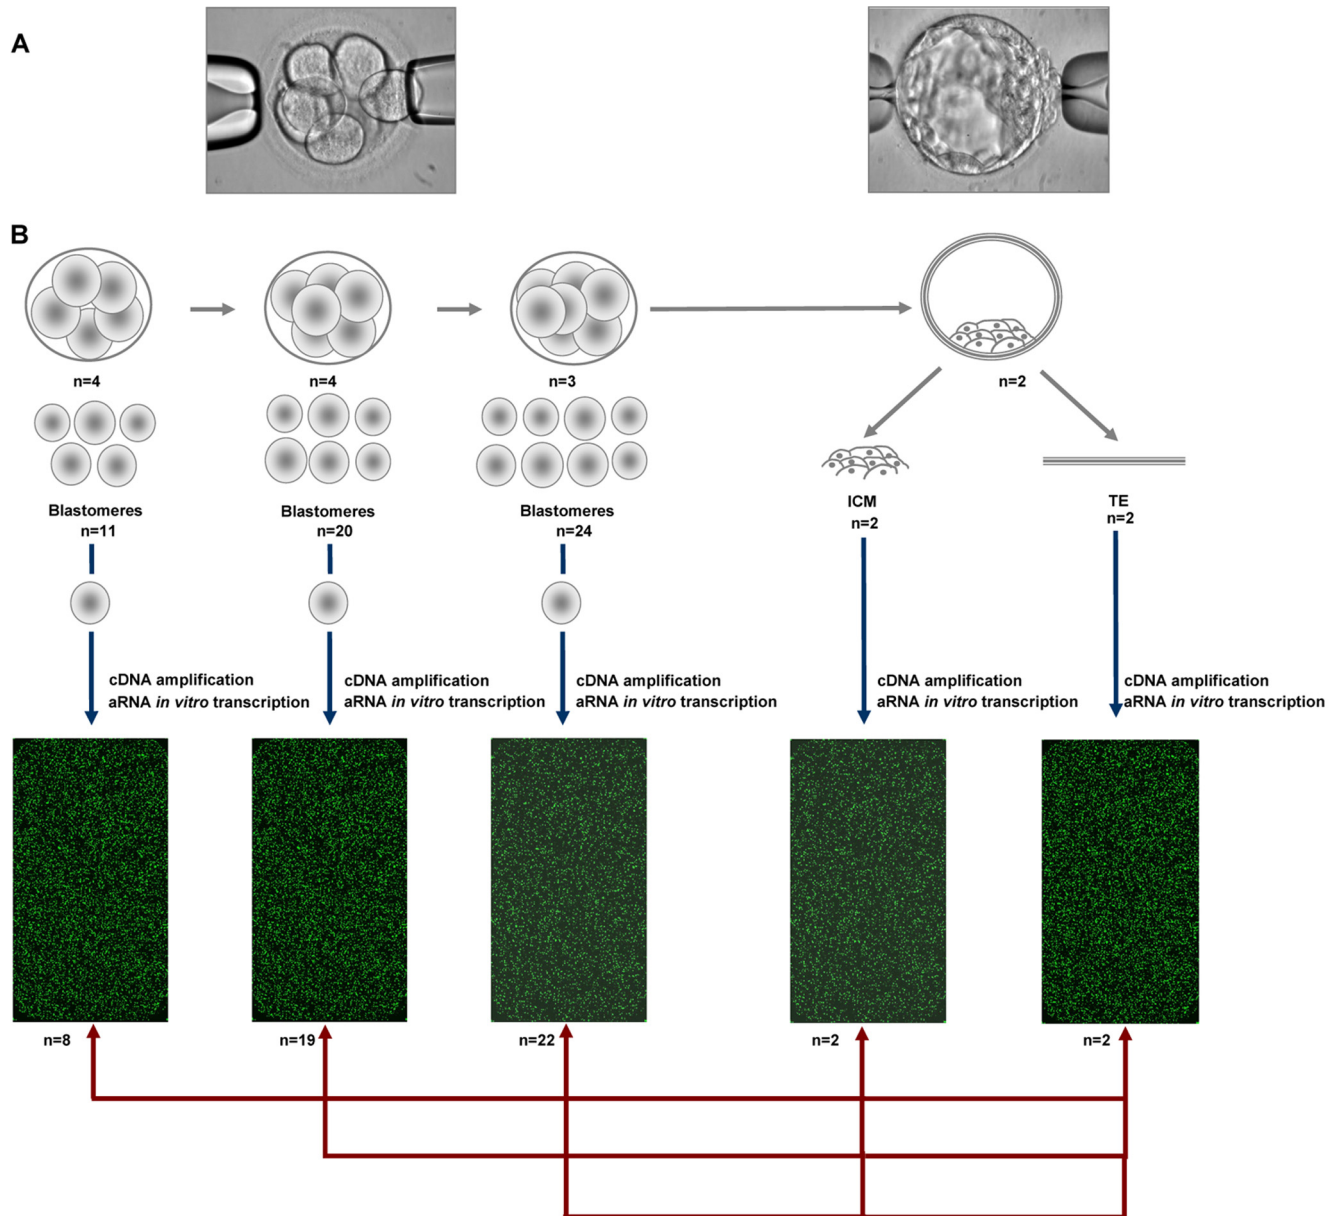 A
B
n=4
n=4
n=3
n=2
Blastomeres
n=11
Blastomeres
n=20
Blastomeres
n=24
ICM
n=2
TE
n=2
cDNA amplification
aRNA in vitro transcription
cDNA amplification
aRNA in vitro transcription
cDNA amplification
aRNA in vitro transcription
cDNA amplification
aRNA in vitro transcription
cDNA amplification
aRNA in vitro transcription
n=8
n=19
n=22
n=2
n=2